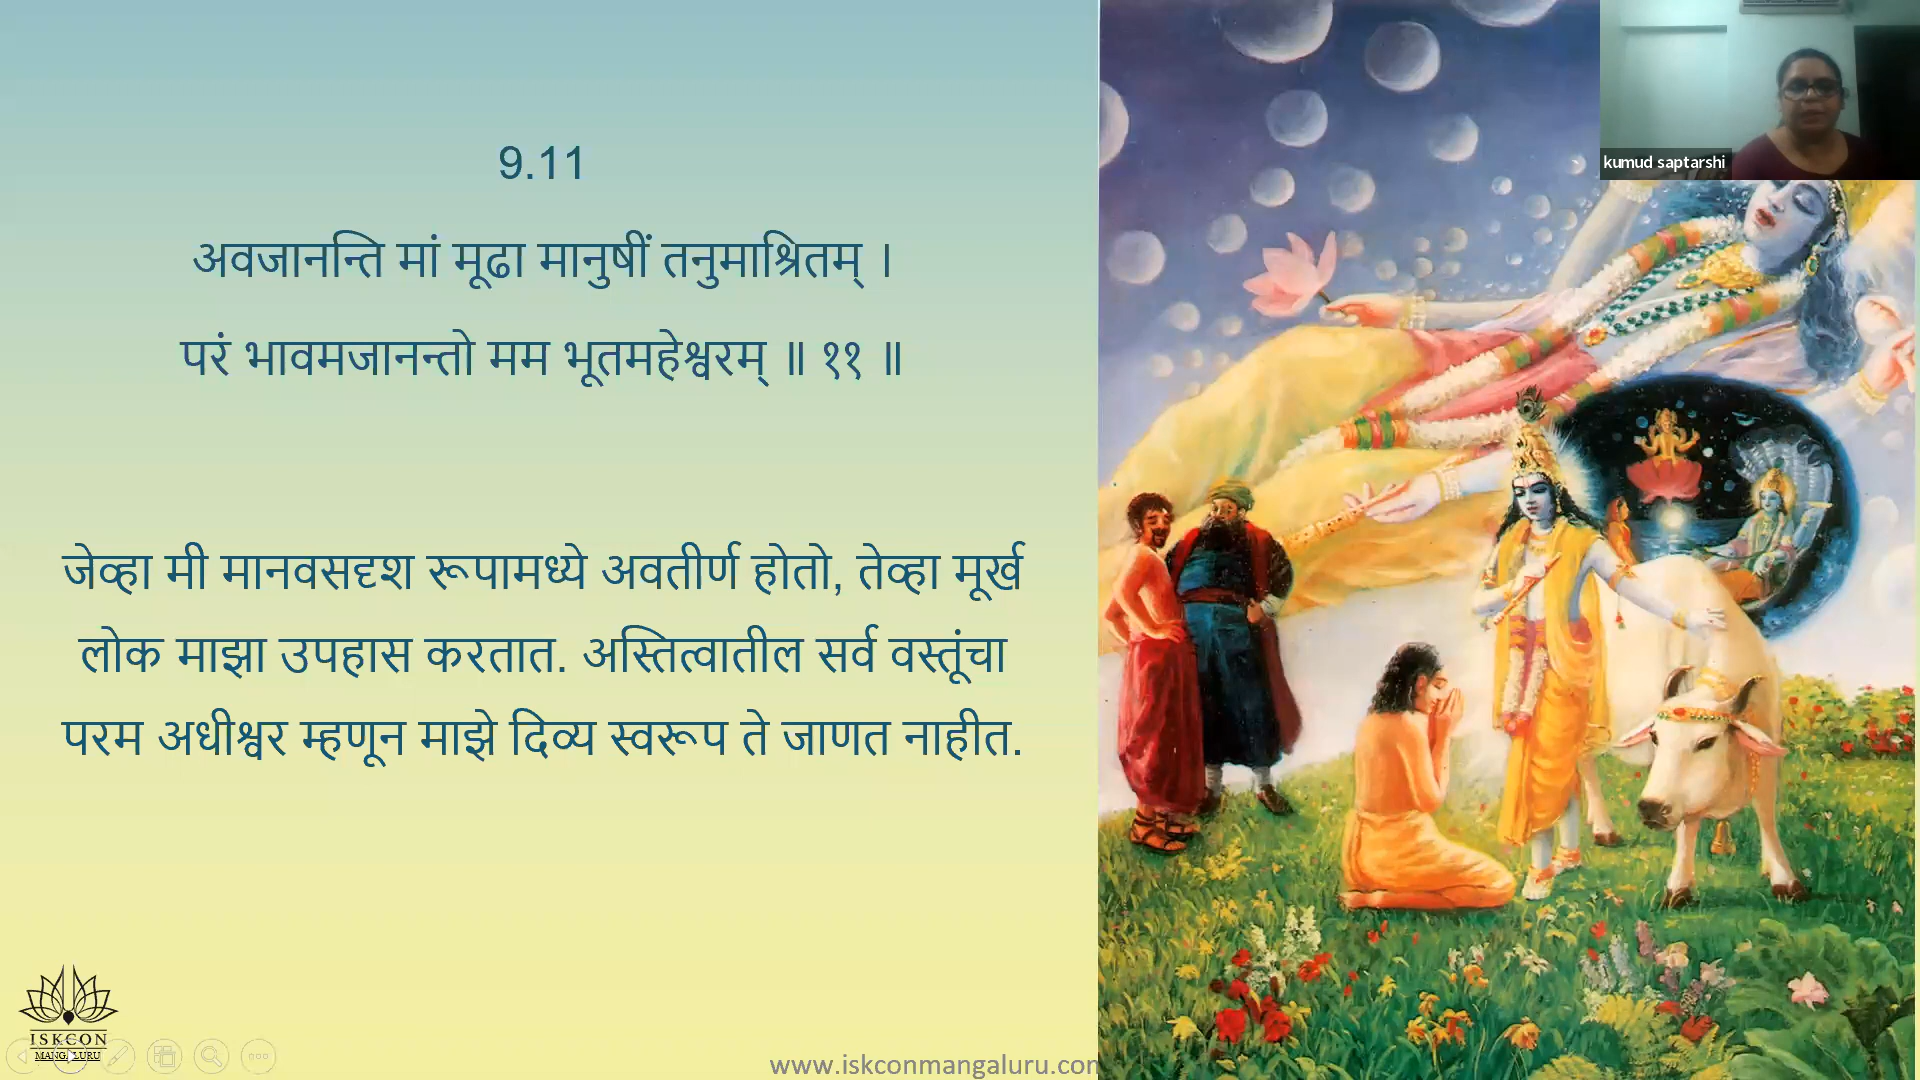 9.11
अवजानन्ति मां मूढा मानुषीं तनुमाश्रितम् ।
परं भावमजानन्तो मम भूतमहेश्वरम् ॥ ११ ॥
जेव्हा मी मानवसदृश रूपामध्ये अवतीर्ण होतो, तेव्हा मूर्ख
लोक माझा उपहास करतात. अस्तित्वातील सर्व वस्तूंचा
परम अधीश्वर म्हणून माझे दिव्य स्वरूप ते जाणत नाहीत.
kumud saptarshi
ISKCON
MANGALURU
www.iskconmangaluru.com